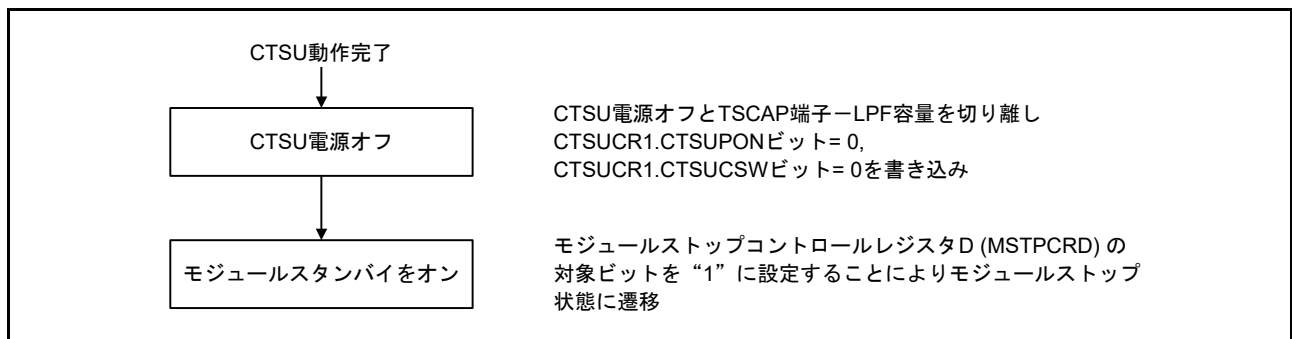 CTSU動作完了
CTSU電源オフ
CTSU電源オフとTSCAP端子－LPF容量を切り離し
CTSUCR1.CTSUPONビット= 0,
CTSUCR1.CTSUCSWビット= 0を書き込み
モジュールスタンバイをオン
モジュールストップコントロールレジスタD (MSTPCRD) の
対象ビットを“1”に設定することによりモジュールストップ
状態に遷移